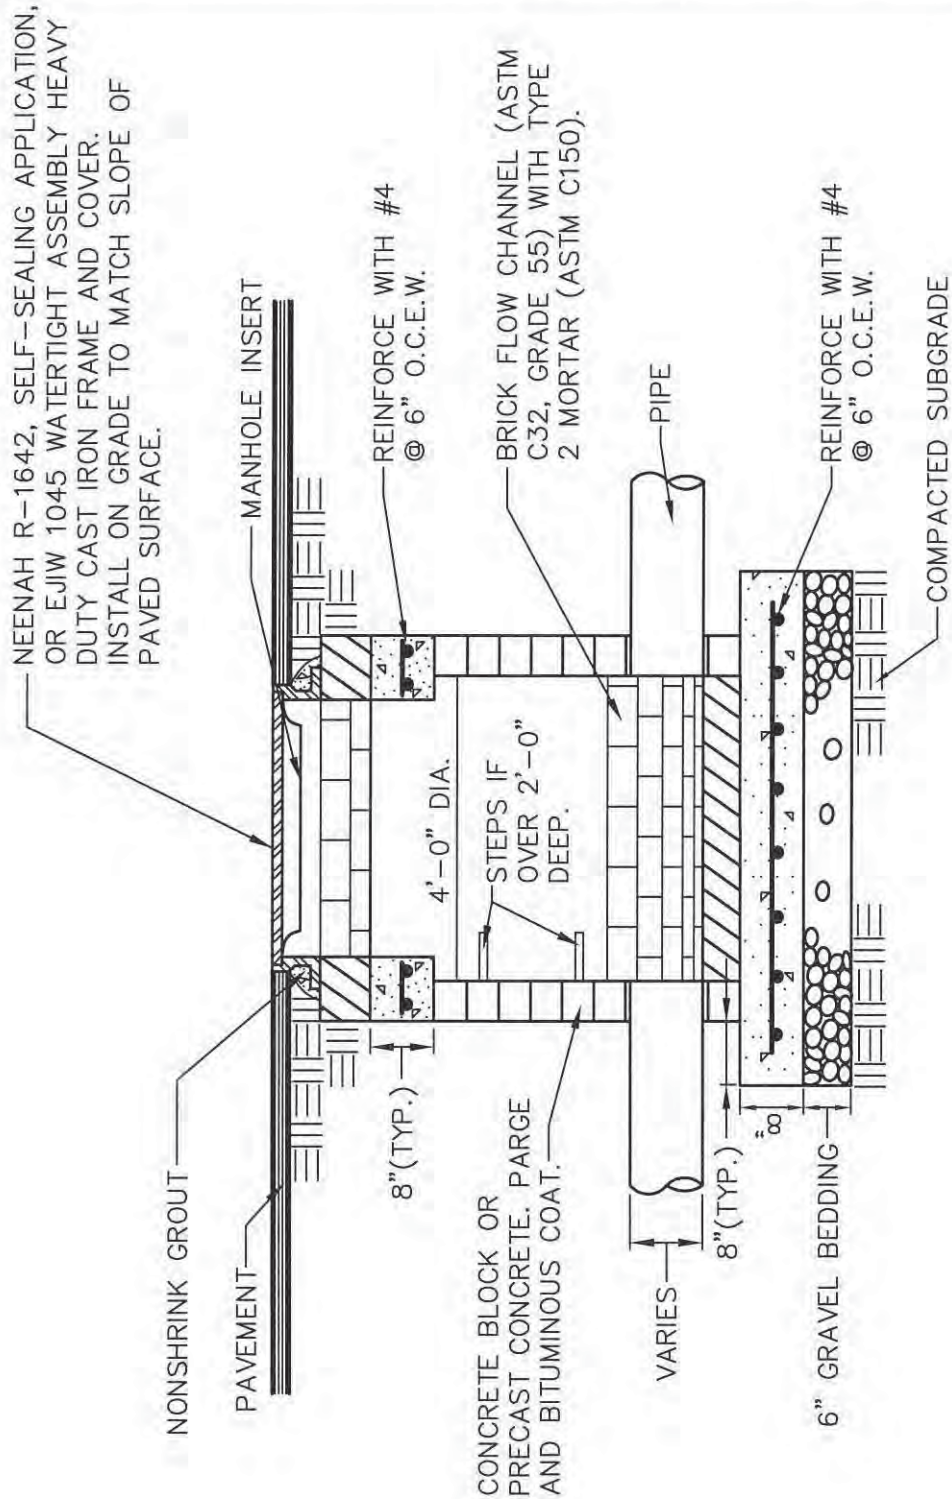 NEENAH R-1642, SELF-SEALING APPLICATION,
OR EJIW 1045 WATERTIGHT ASSEMBLY HEAVY
DUTY CAST IRON FRAME AND COVER.
INSTALL ON GRADE TO MATCH SLOPE OF
PAVED SURFACE.
NONSHRINK GROUT
PAVEMENT
MANHOLE INSERT
8"(TYP.)
REINFORCE WITH #4
@ 6" O.C.E.W.
4'-0" DIA.
STEPS IF
OVER 2'-0"
DEEP.
CONCRETE BLOCK OR
PRECAST CONCRETE. PARGE
AND BITUMINOUS COAT.
BRICK FLOW CHANNEL (ASTM
C32, GRADE 55) WITH TYPE
2 MORTAR (ASTM C150).
VARIES
PIPE
8"(TYP.)
8"
6" GRAVEL BEDDING
REINFORCE WITH #4
@ 6" O.C.E.W.
COMPACTED SUBGRADE